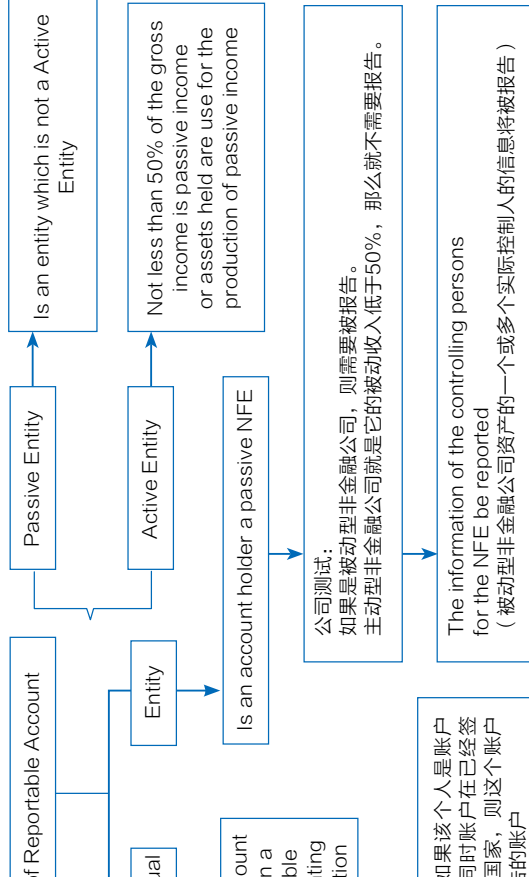 of Reportable Account
Passive Entity
Is an entity which is not a Active
Entity
Active Entity
Not less than 50% of the gross
income is passive income
or assets held are use for the
production of passive income
Entity
Is an account holder a passive NFE
公司测试：
如果是被动型非金融公司，则需要被报告。
主动型非金融公司就是它的被动收入低于50%，那么就不需要报告。
The information of the controlling persons
for the NFE be reported
（被动型非金融公司资产的一个或多个实际控制人的信息将被报告）
如果该个人是账户
同时账户在已经签
国家，则这个账户
告的账户